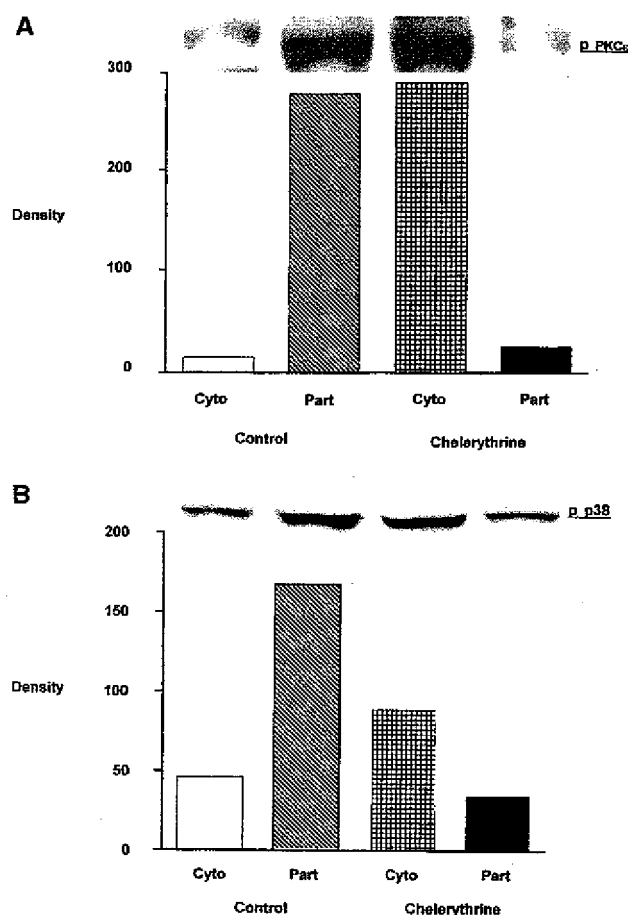 A
p PKCε
300
200
Density
100
0
Cyto Part Cyto Part
Control Chelerythrine
B
p p38
200
150
Density
100
50
0
Cyto Part Cyto Part
Control Chelerythrine